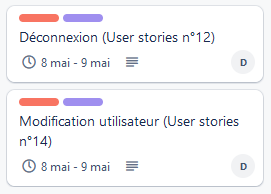 Déconnexion (User stories n°12)
8 mai - 9 mai
D
Modification utilisateur (User stories
n°14)
8 mai - 9 mai
D